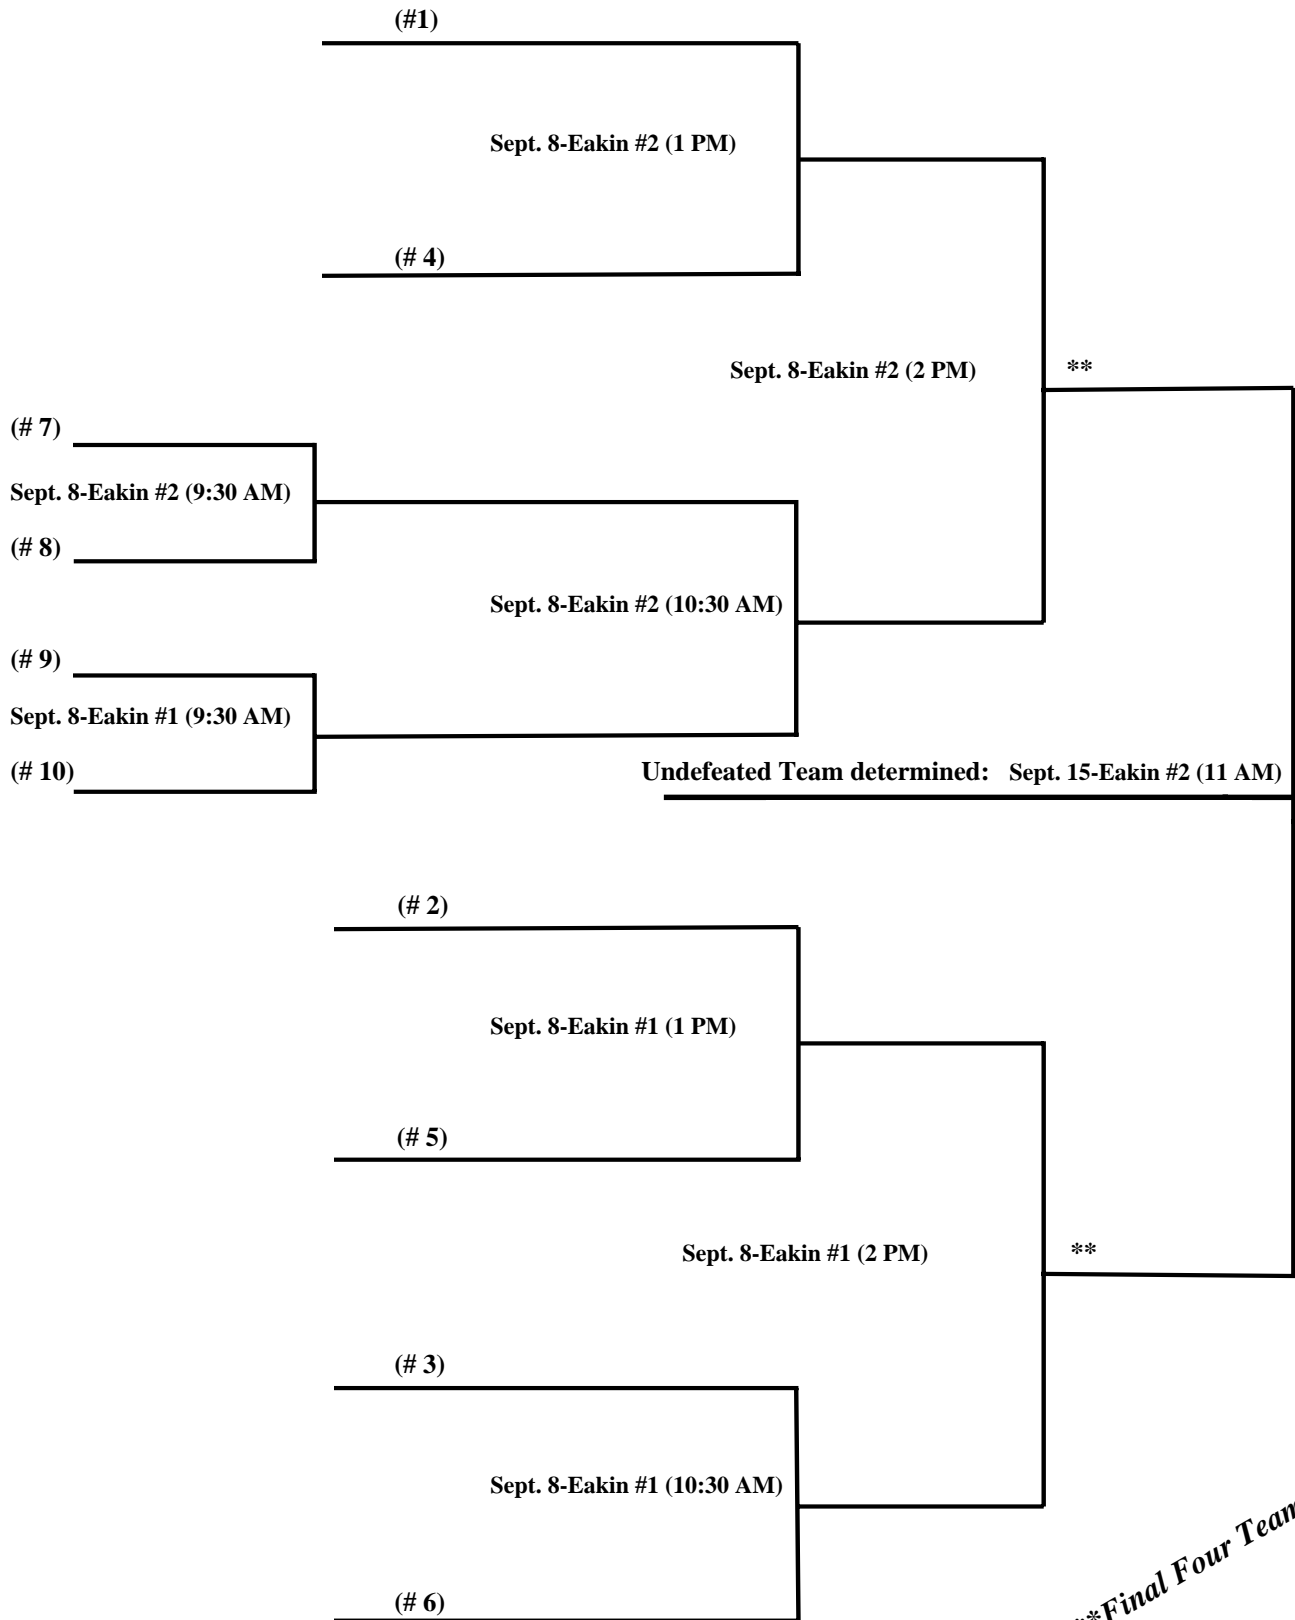 (#1)
Sept. 8-Eakin #2 (1 PM)
(# 4)
Sept. 8-Eakin #2 (2 PM)
**
(# 7)
Sept. 8-Eakin #2 (9:30 AM)
(# 8)
Sept. 8-Eakin #2 (10:30 AM)
(# 9)
Sept. 8-Eakin #1 (9:30 AM)
(# 10)
Undefeated Team determined: Sept. 15-Eakin #2 (11 AM)
(# 2)
Sept. 8-Eakin #1 (1 PM)
(# 5)
Sept. 8-Eakin #1 (2 PM)
**
(# 3)
Sept. 8-Eakin #1 (10:30 AM)
(# 6)
**Final Four Team